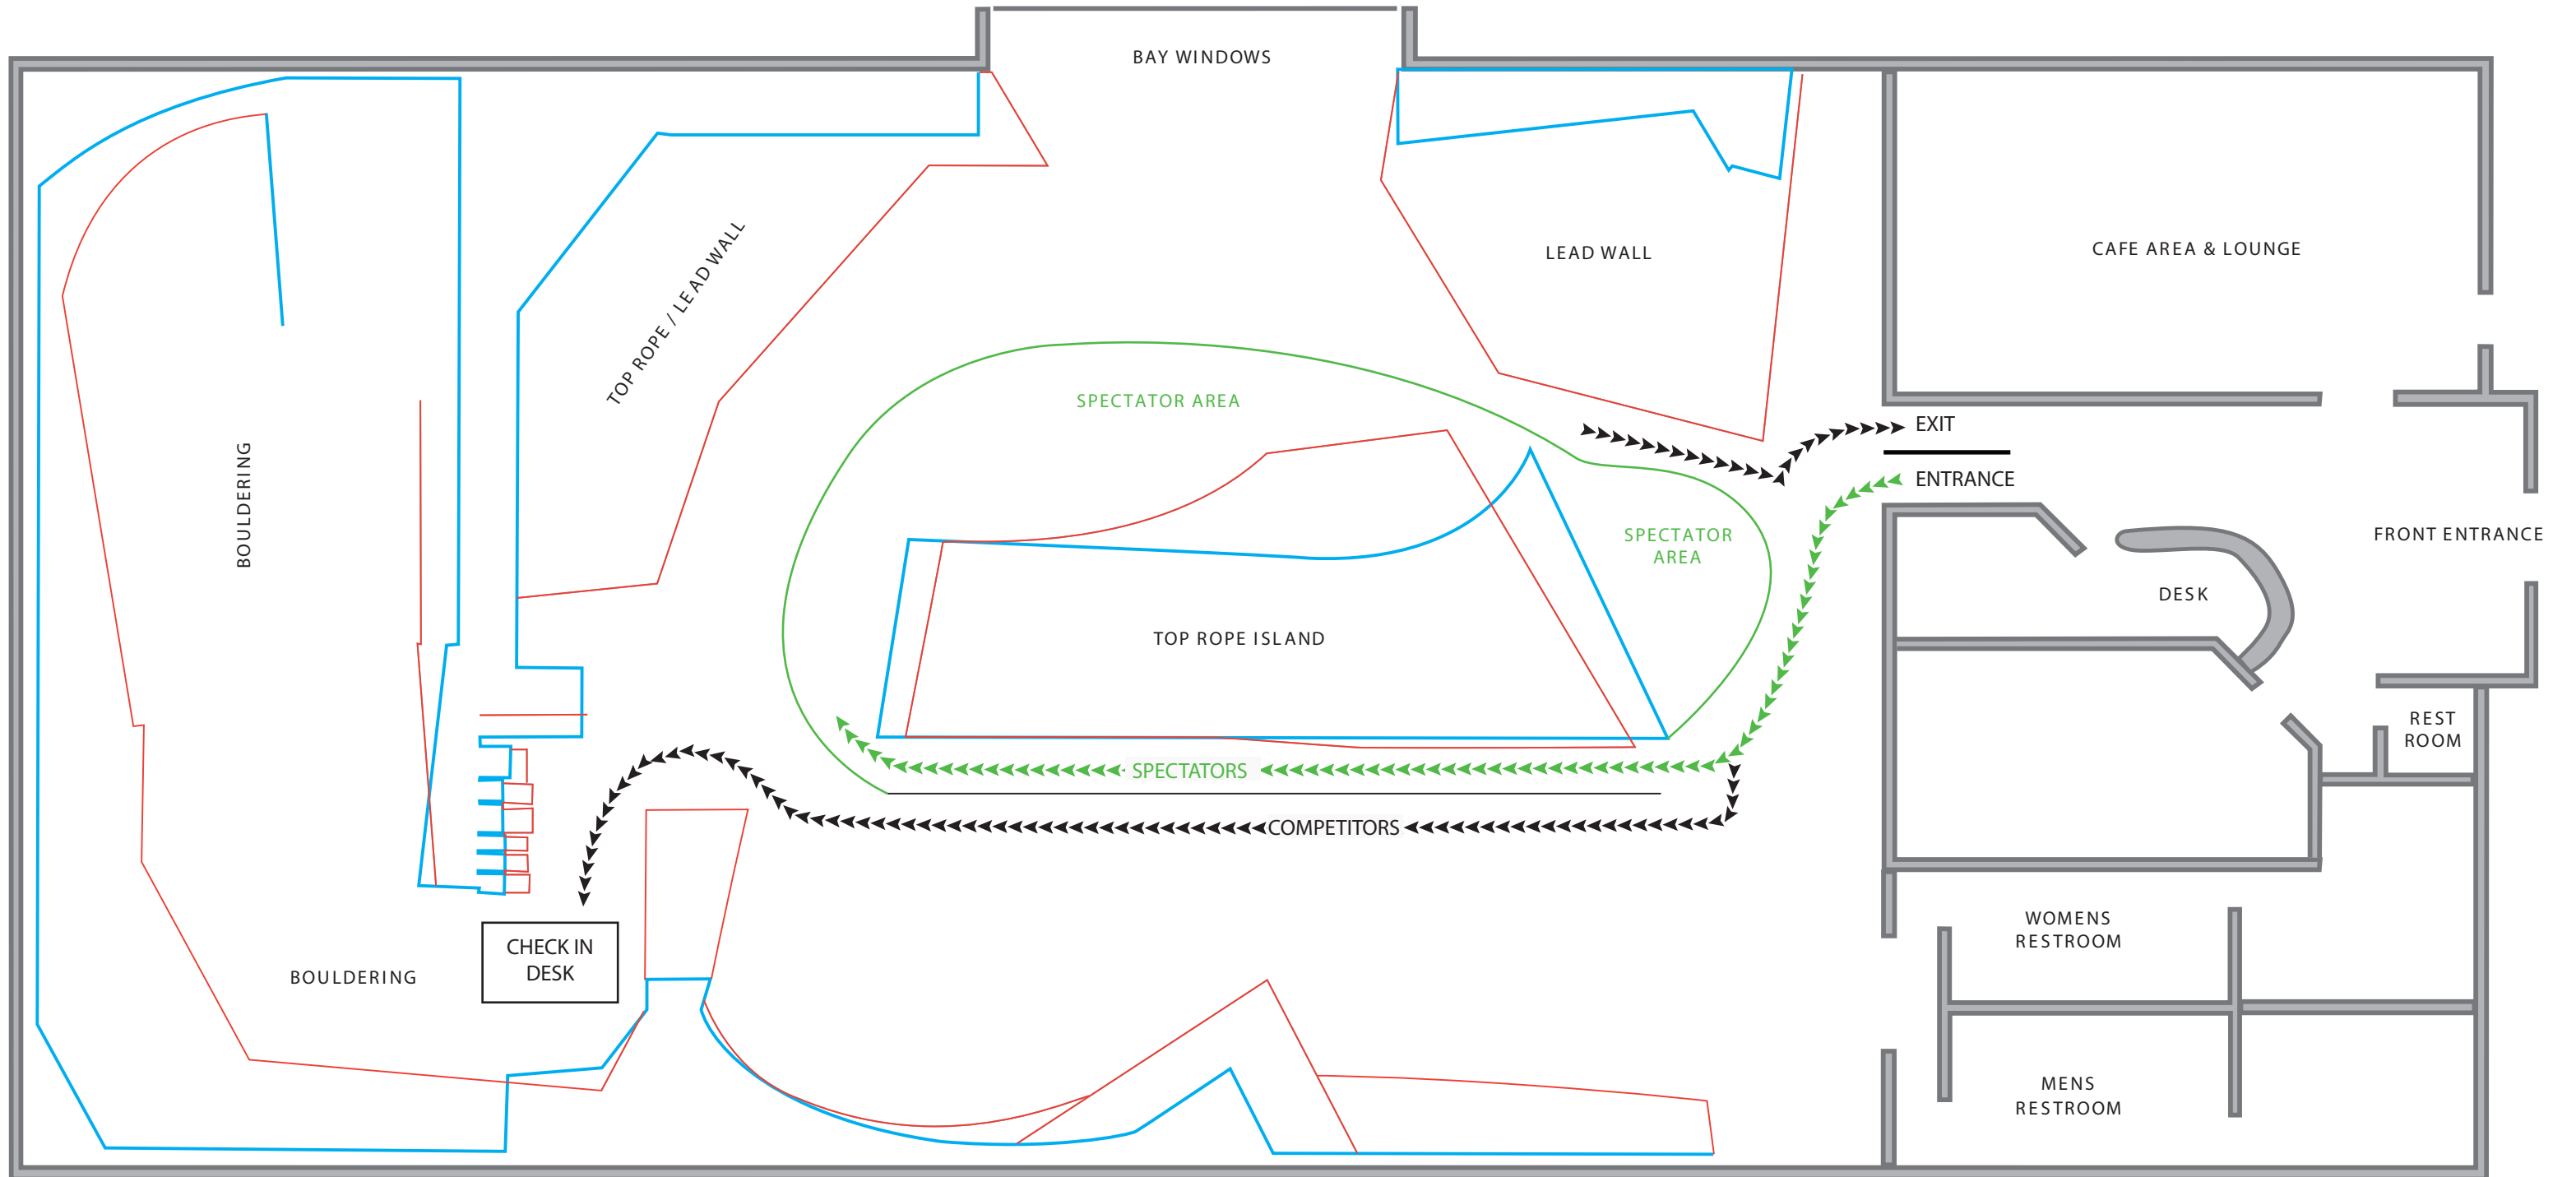 BAY WINDOWS
TOP ROPE / LEAD WALL
LEAD WALL
CAFE AREA & LOUNGE
SPECTATOR AREA
EXIT
ENTRANCE
BOULDERING
SPECTATOR
AREA
FRONT ENTRANCE
DESK
TOP ROPE ISLAND
REST
ROOM
SPECTATORS
COMPETITORS
CHECK IN
DESK
BOULDERING
WOMENS
RESTROOM
MENS
RESTROOM